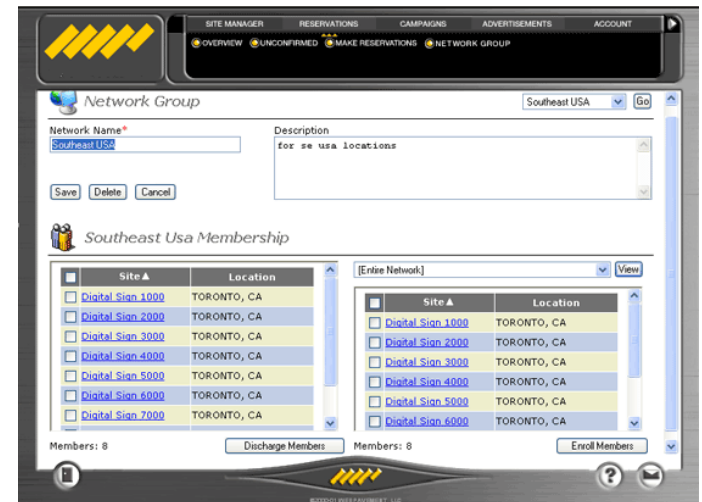 SITE MANAGER RESERVATIONS CAMPAIGNS ADVERTISEMENTS ACCOUNT
OVERVIEW UNCONFIRMED MAKE RESERVATIONS NETWORK GROUP
Network Group
Southeast USA Go
Network Name* Description
Southeast USA for se usa locations
Save Delete Cancel
Southeast Usa Membership
Site Location
Digital Sign 1000 TORONTO, CA
Digital Sign 2000 TORONTO, CA
Digital Sign 3000 TORONTO, CA
Digital Sign 4000 TORONTO, CA
Digital Sign 5000 TORONTO, CA
Digital Sign 6000 TORONTO, CA
Digital Sign 7000 TORONTO, CA
Members: 8 Discharge Members
[Entire Network] View
Site Location
Digital Sign 1000 TORONTO, CA
Digital Sign 2000 TORONTO, CA
Digital Sign 3000 TORONTO, CA
Digital Sign 4000 TORONTO, CA
Digital Sign 5000 TORONTO, CA
Digital Sign 6000 TORONTO, CA
Members: 8 Enroll Members